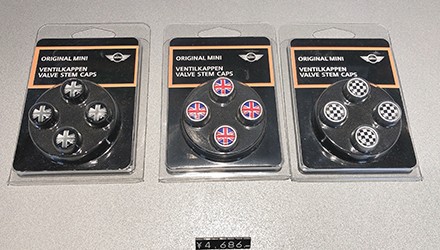 ORIGINAL MINI
VENTILKAPPEN
VALVE STEM CAPS
ORIGINAL MINI
VENTILKAPPEN
VALVE STEM CAPS
ORIGINAL MINI
VENTILKAPPEN
VALVE STEM CAPS
¥4,686—